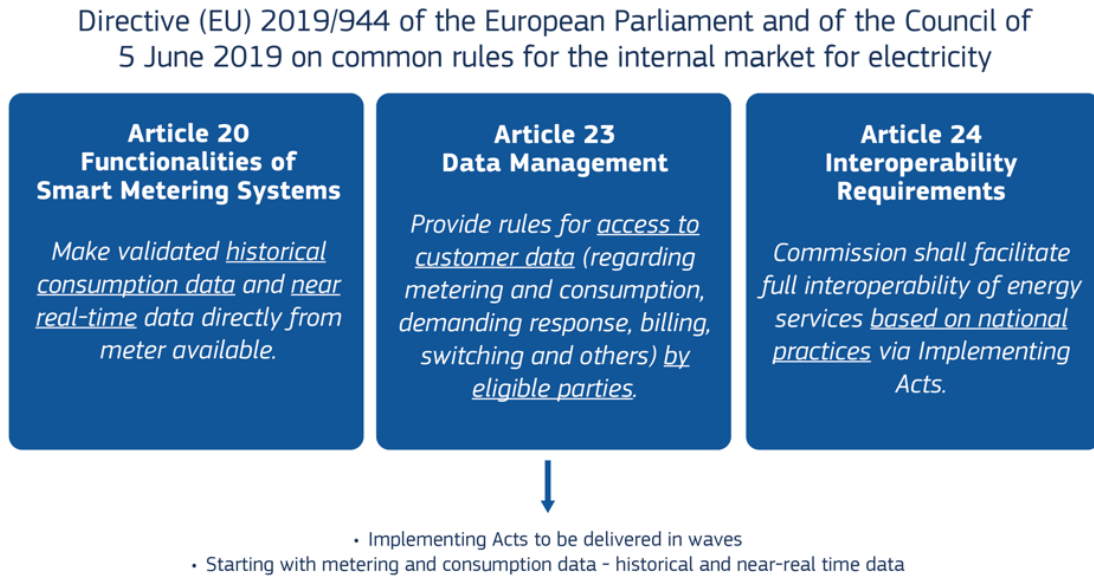 Directive (EU) 2019/944 of the European Parliament and of the Council of
5 June 2019 on common rules for the internal market for electricity
Article 20
Functionalities of
Smart Metering Systems
Make validated historical
consumption data and near
real-time data directly from
meter available.
Article 23
Data Management
Provide rules for access to
customer data (regarding
metering and consumption,
demanding response, billing,
switching and others) by
eligible parties.
Article 24
Interoperability
Requirements
Commission shall facilitate
full interoperability of energy
services based on national
practices via Implementing
Acts.
• Implementing Acts to be delivered in waves
• Starting with metering and consumption data - historical and near-real time data